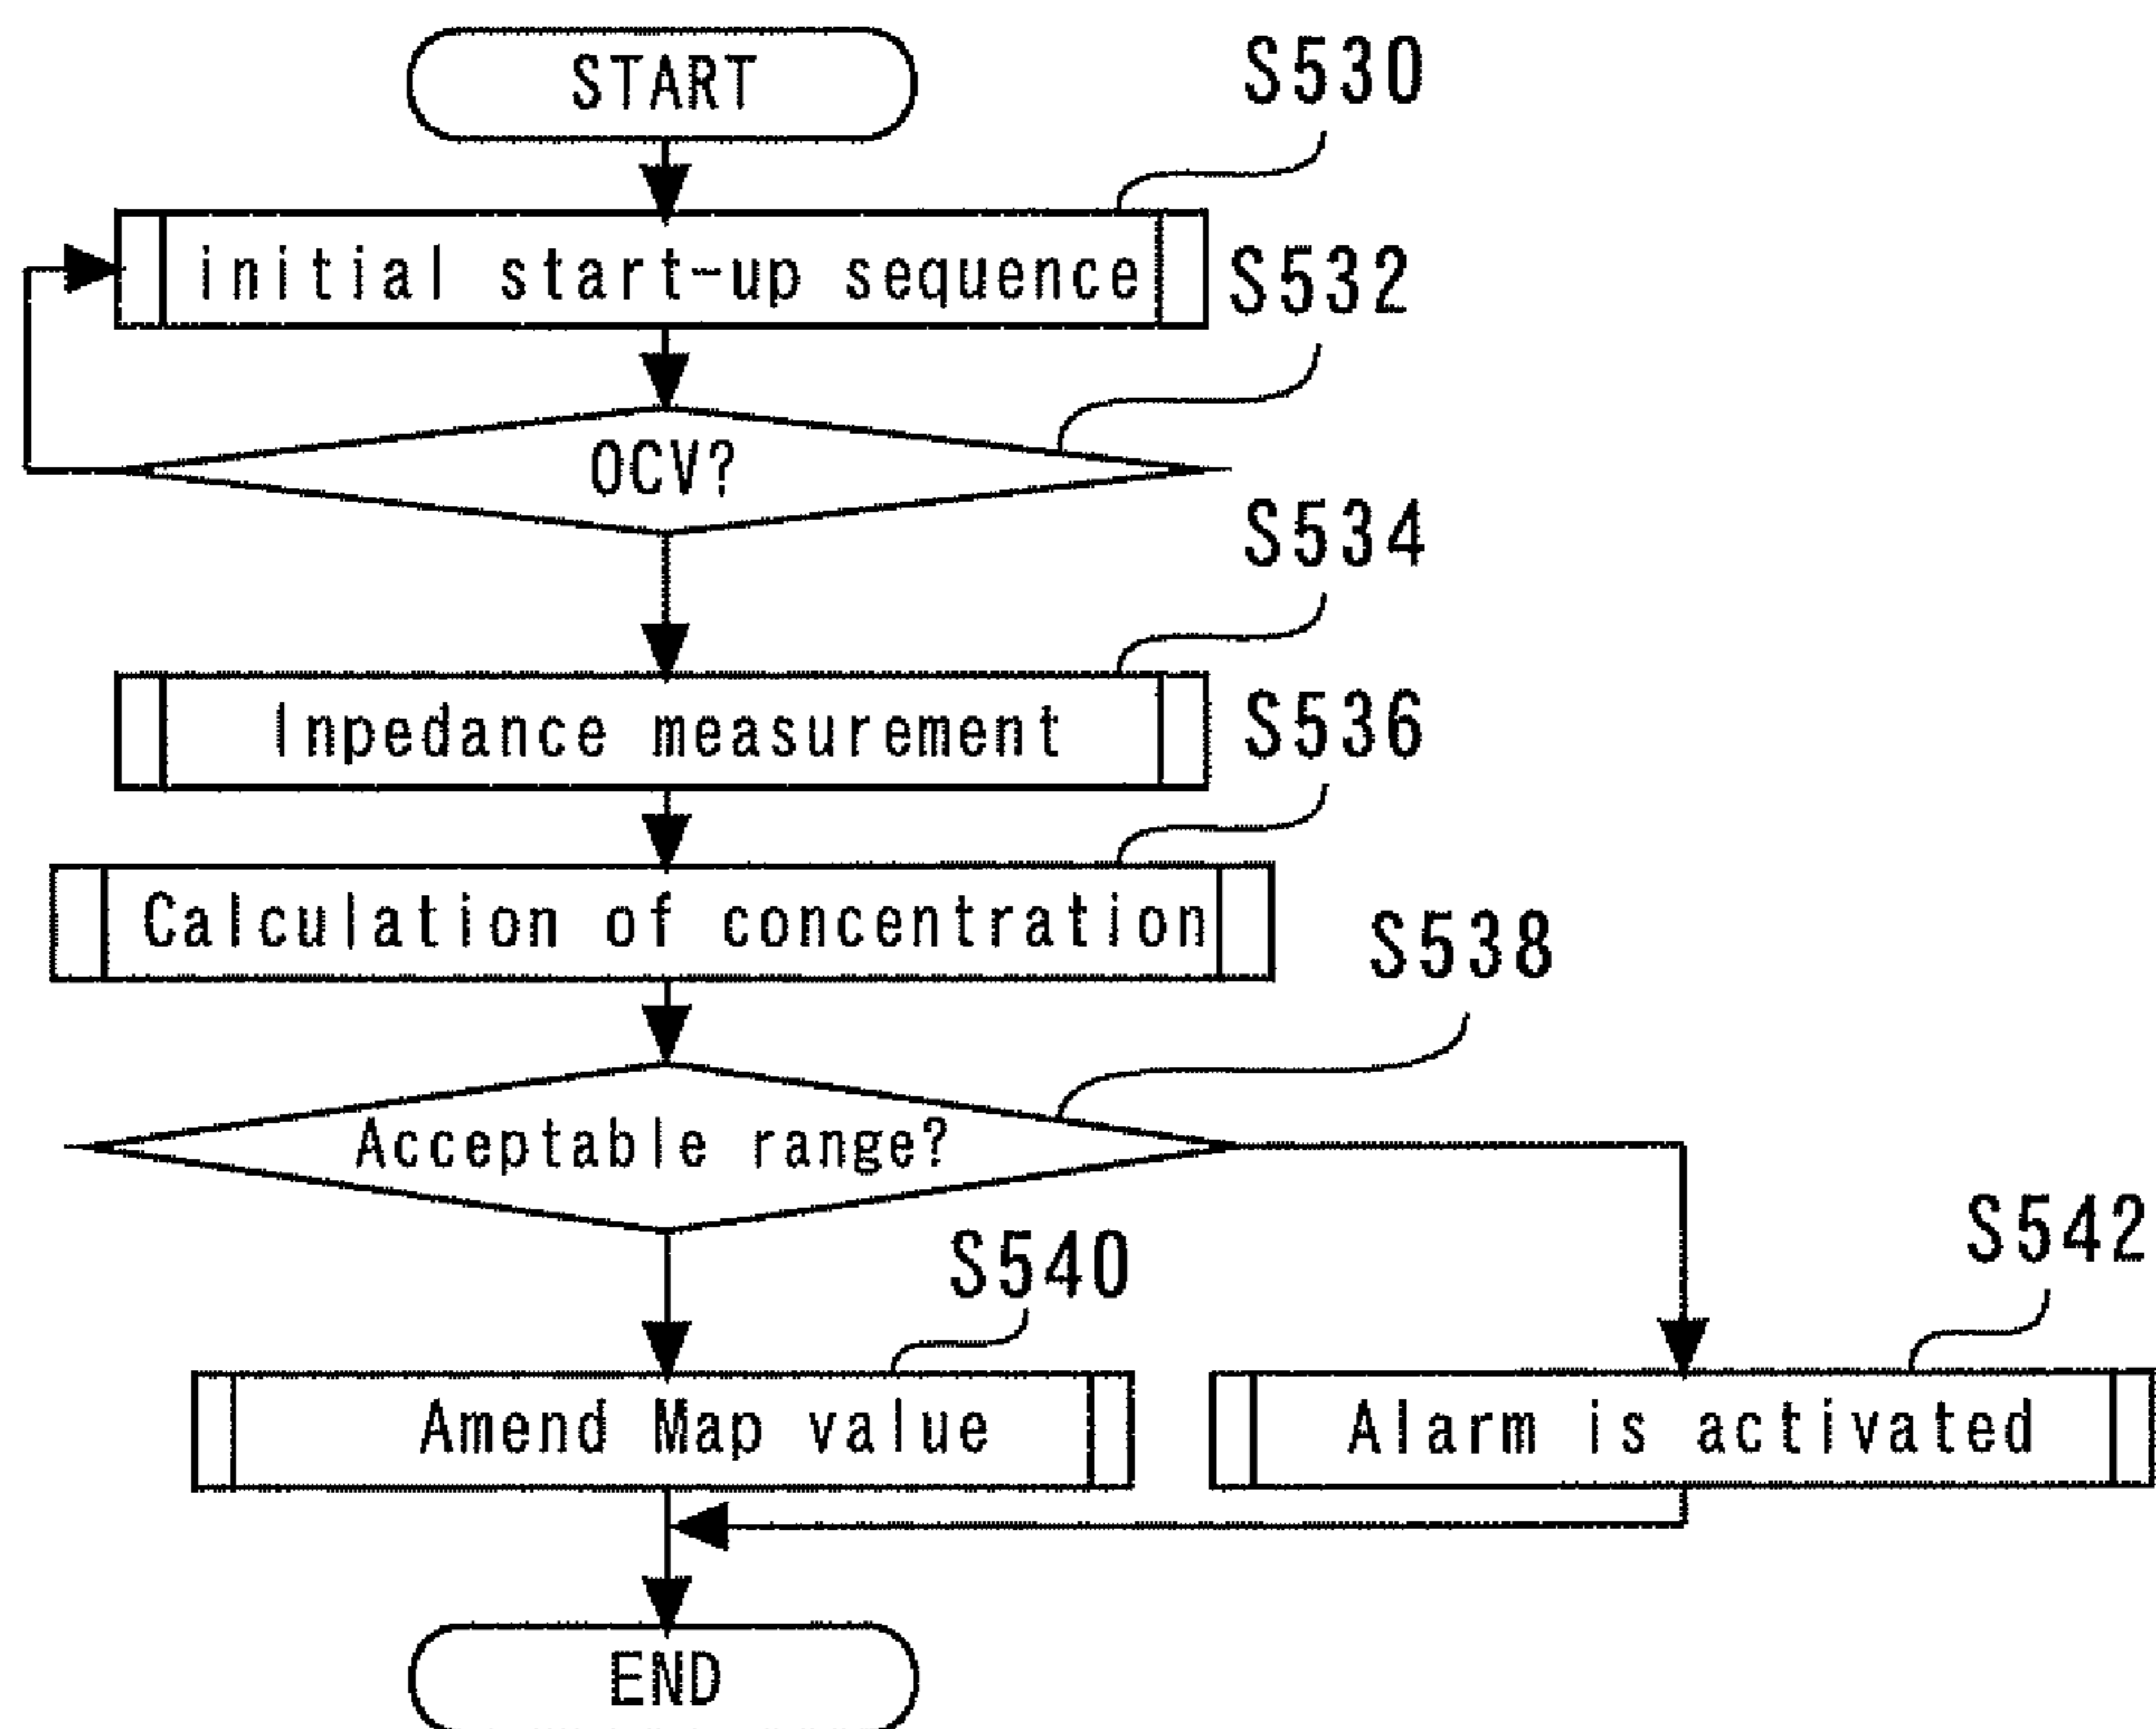 START
S530
initial start-up sequence
S532
OCV?
S534
Inpedance measurement
S536
Calculation of concentration
S538
Acceptable range?
S540
S542
Amend Map value
Alarm is activated
END